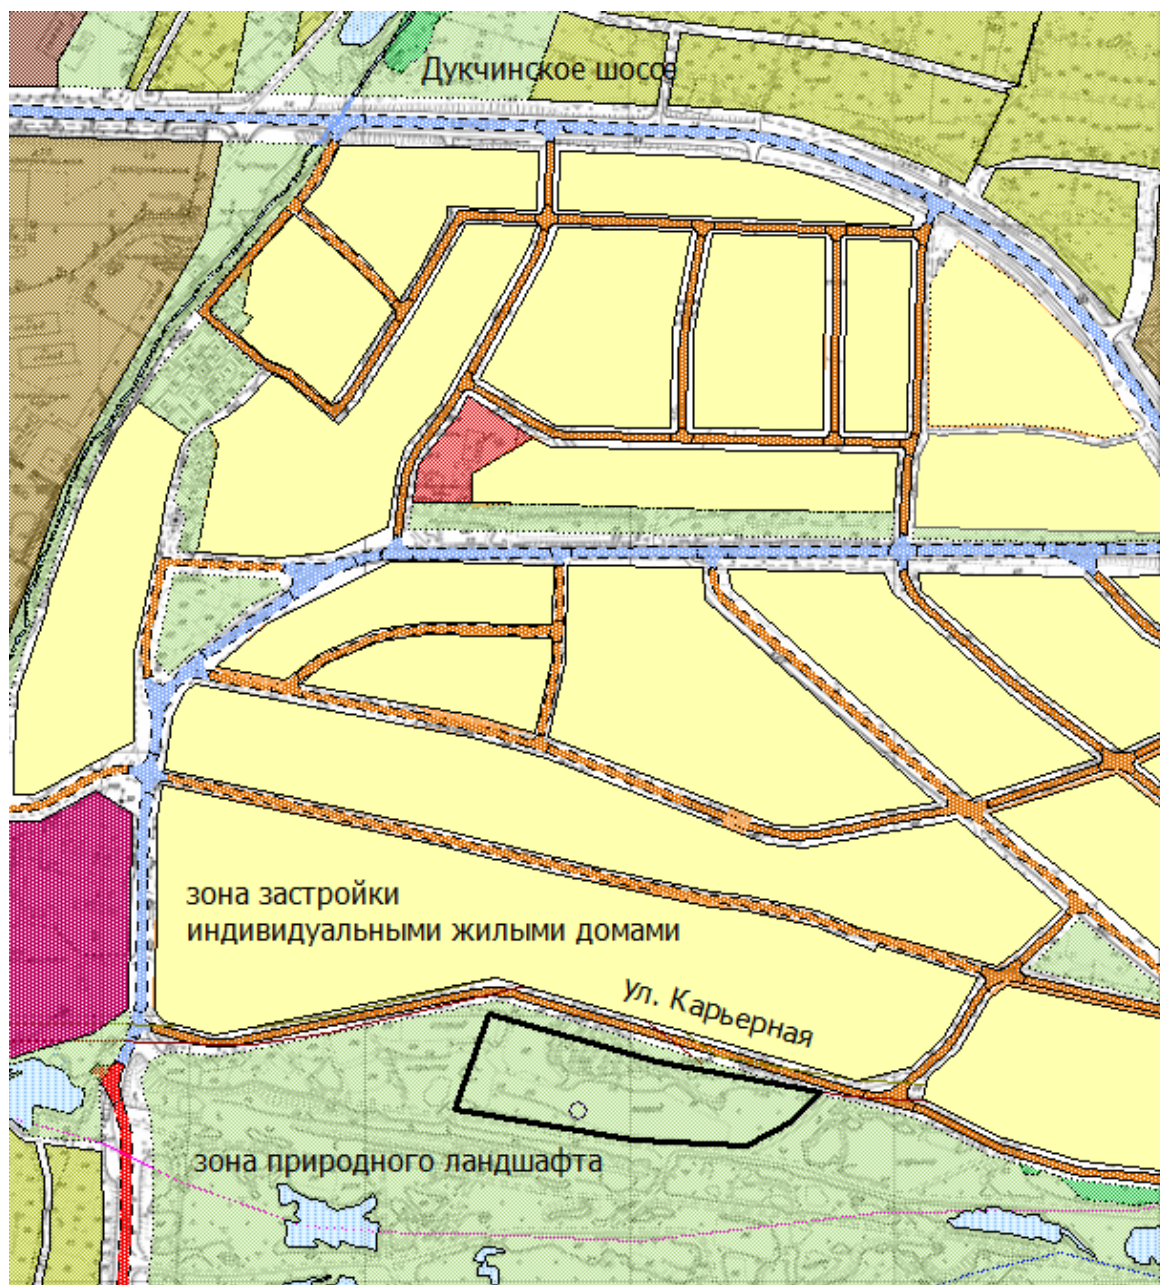 Дукчинское шоссе
зона застройки
индивидуальными жилыми домами
ул. Карьерная
зона природного ландшафта